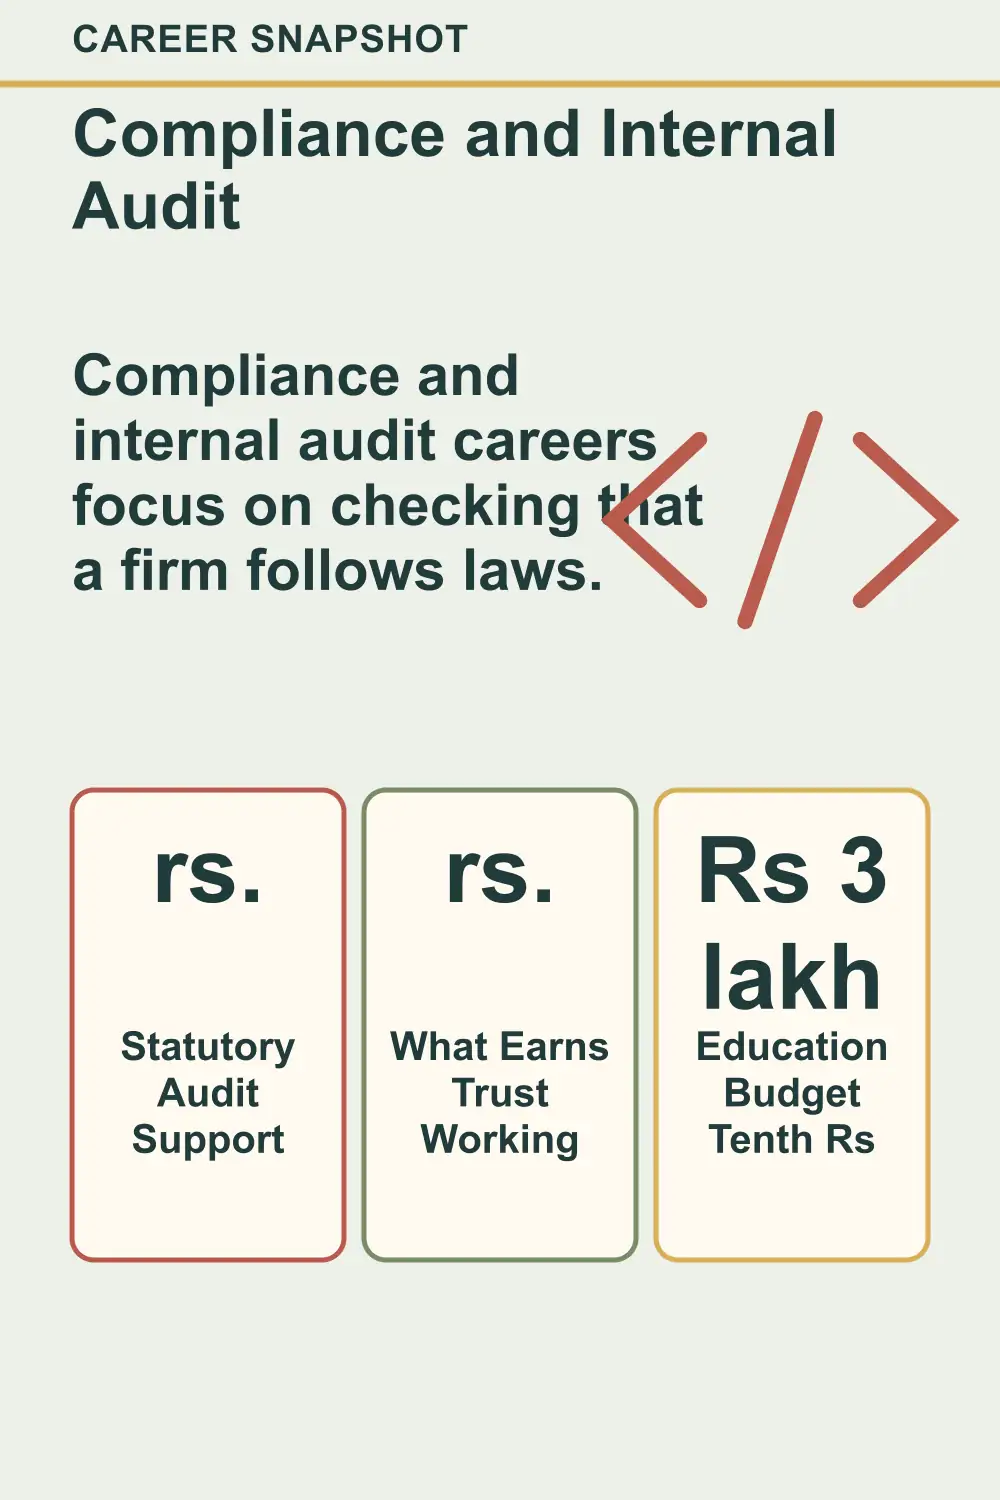 CAREER SNAPSHOT
Compliance and Internal
Audit
Compliance and
internal audit careers
focus on checking that
a firm follows laws.
rs.
Statutory
Audit
Support
rs.
What Earns
Trust
Working
Rs 3
lakh
Education
Budget
Tenth Rs